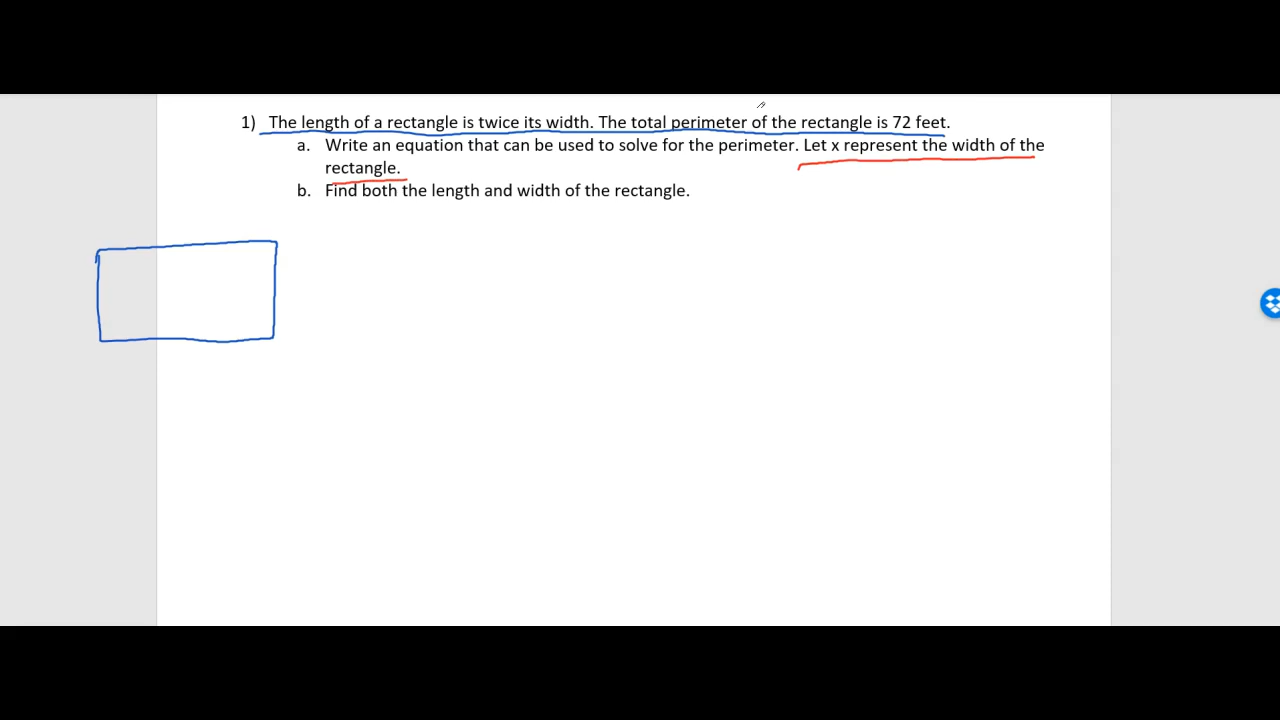 1) The length of a rectangle is twice its width. The total perimeter of the rectangle is 72 feet.
a. Write an equation that can be used to solve for the perimeter. Let x represent the width of the
rectangle.
b. Find both the length and width of the rectangle.